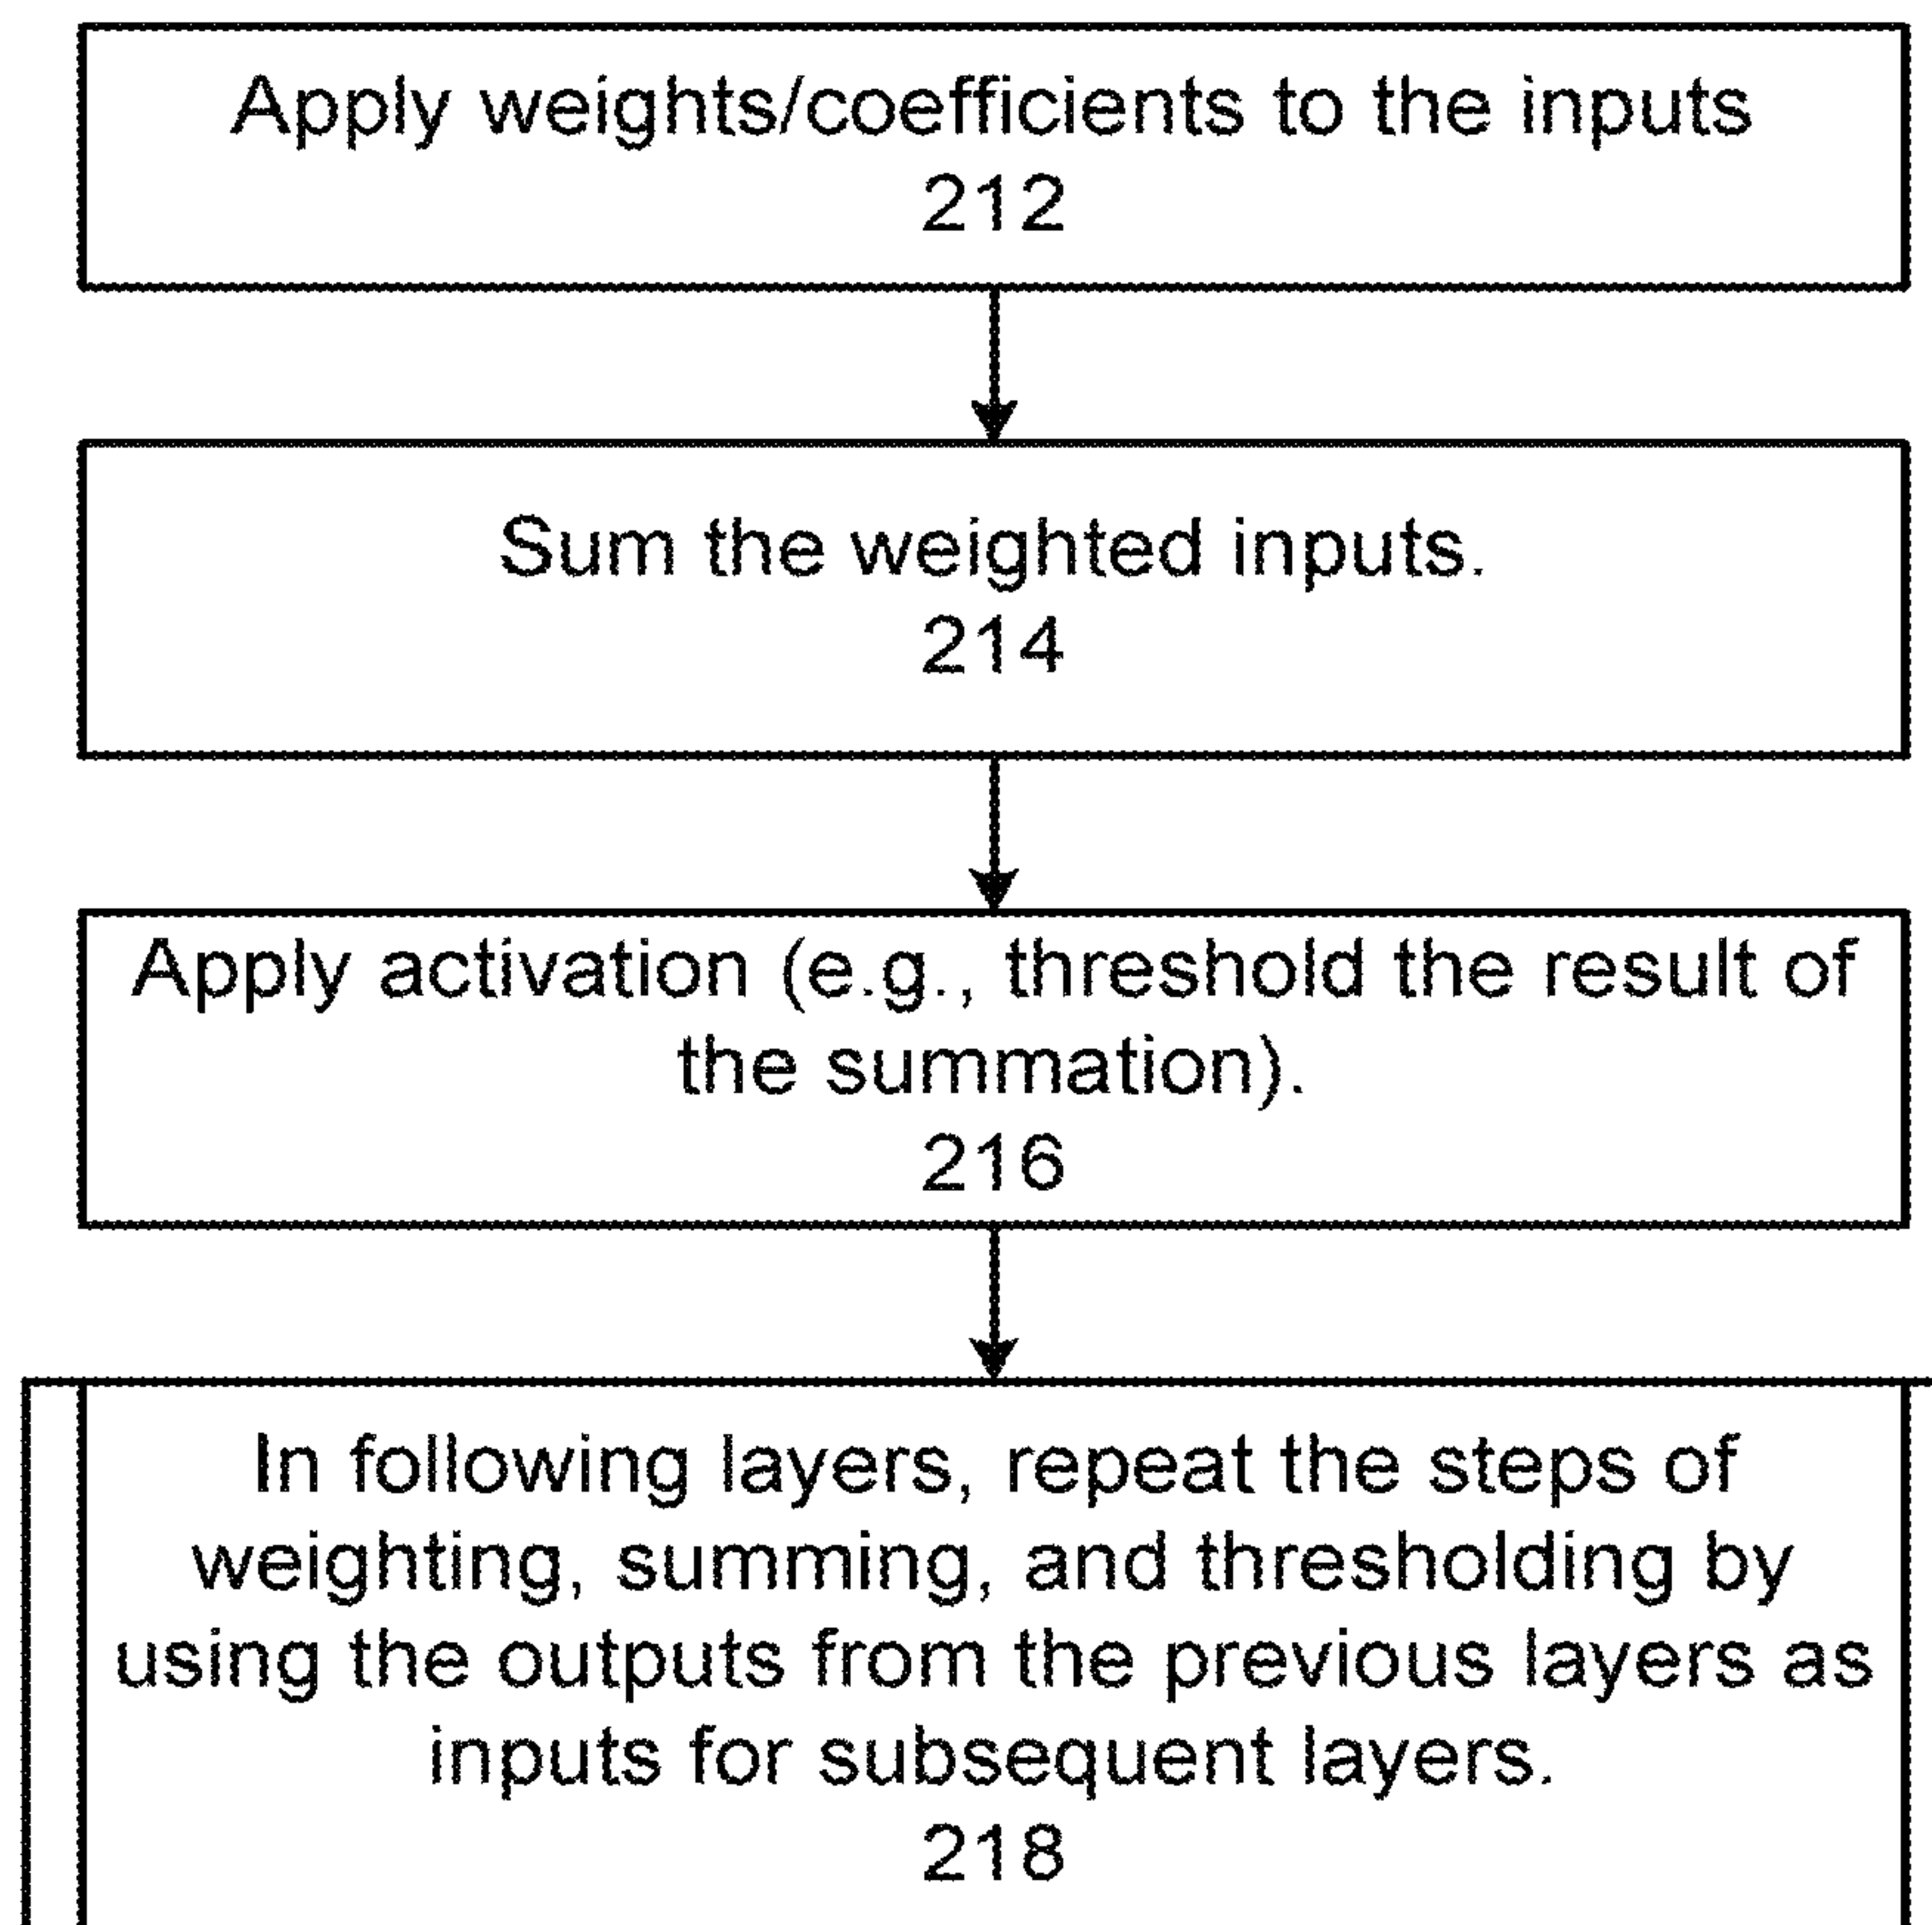 Apply weights/coefficients to the inputs
212
Sum the weighted inputs.
214
Apply activation (e.g., threshold the result of
the summation).
216
In following layers, repeat the steps of
weighting, summing, and thresholding by
using the outputs from the previous layers as
inputs for subsequent layers.
218